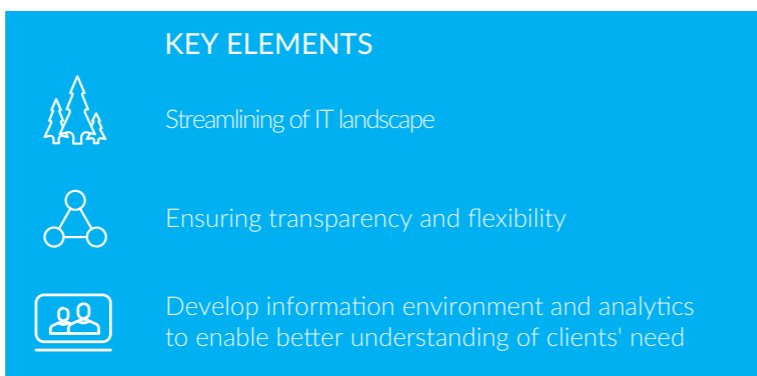 KEY ELEMENTS
Streamlining of IT landscape
Ensuring transparency and flexibility
Develop information environment and analytics
to enable better understanding of clients' need